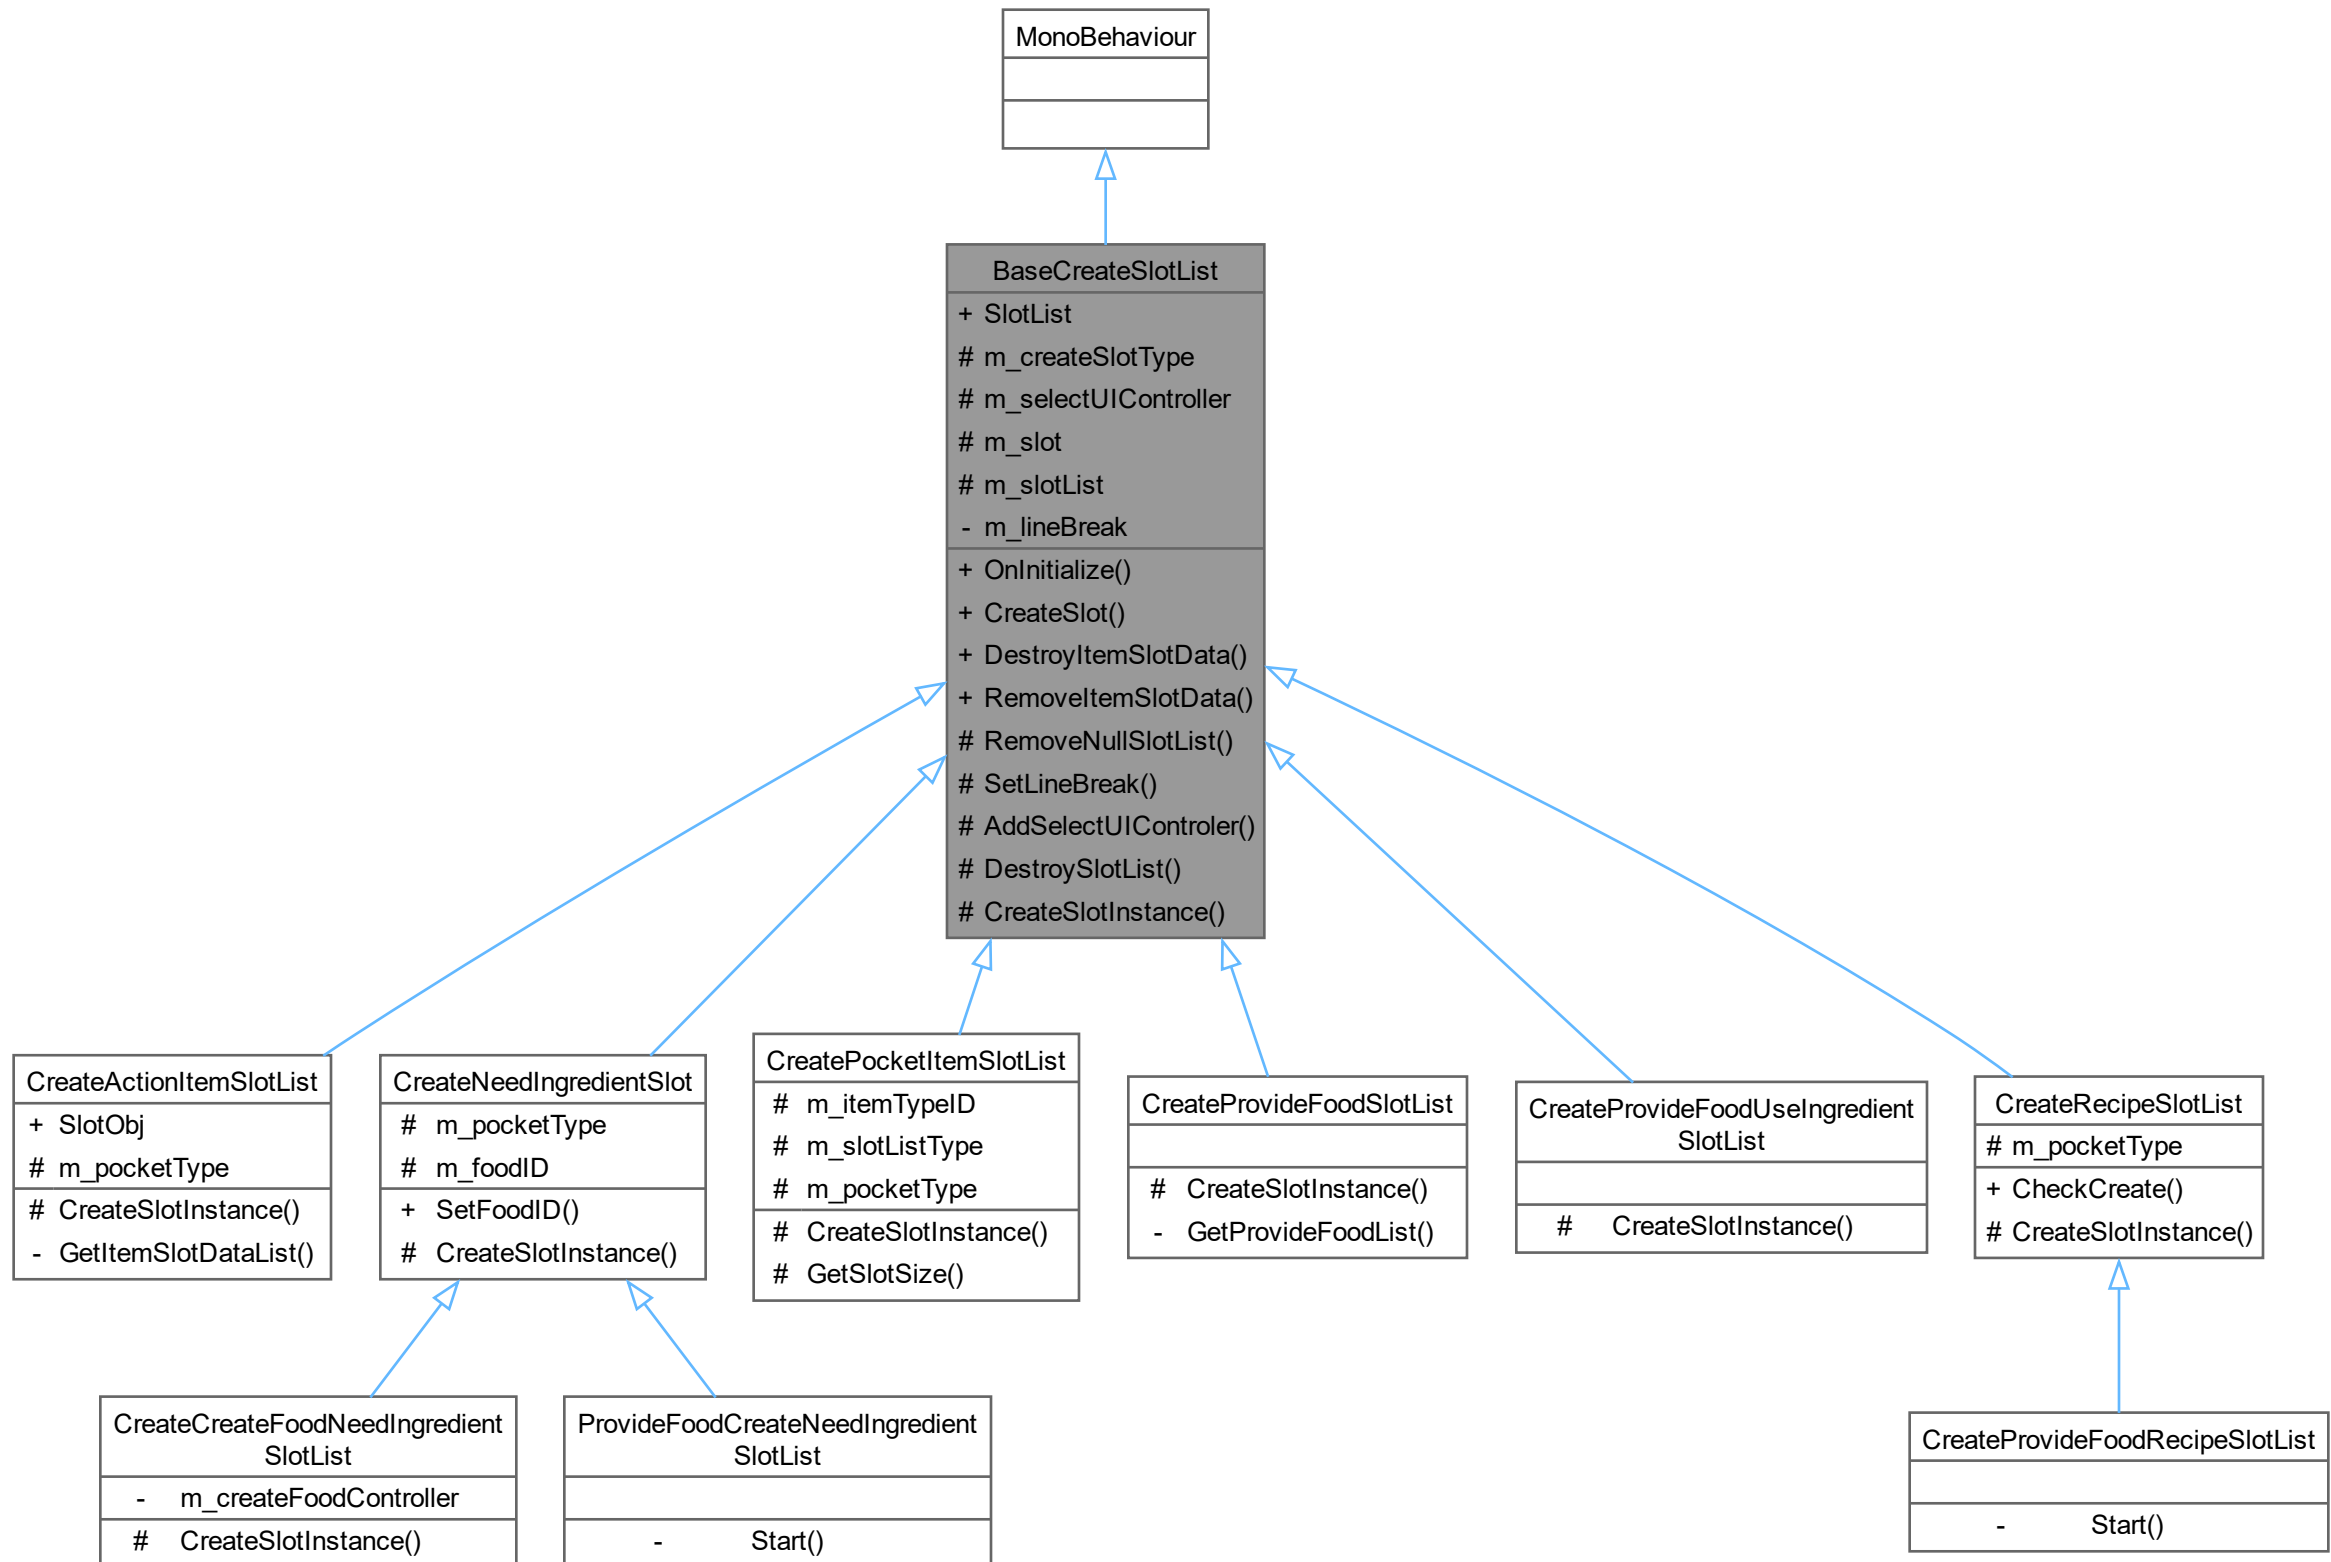 MonoBehaviour
BaseCreateSlotList
+ SlotList
# m_createSlotType
# m_selectUIController
# m_slot
# m_slotList
- m_lineBreak
+ OnInitialize()
+ CreateSlot()
+ DestroyItemSlotData()
+ RemoveItemSlotData()
# RemoveNullSlotList()
# SetLineBreak()
# AddSelectUIControler()
# DestroySlotList()
# CreateSlotInstance()
CreateActionItemSlotList
+ SlotObj
# m_pocketType
# CreateSlotInstance()
- GetItemSlotDataList()
CreateNeedIngredientSlot
# m_pocketType
# m_foodID
+ SetFoodID()
# CreateSlotInstance()
CreatePocketItemSlotList
# m_itemTypeID
# m_slotListType
# m_pocketType
# CreateSlotInstance()
# GetSlotSize()
CreateProvideFoodSlotList
# CreateSlotInstance()
- GetProvideFoodList()
CreateProvideFoodUseIngredient
SlotList
# CreateSlotInstance()
CreateRecipeSlotList
# m_pocketType
+ CheckCreate()
# CreateSlotInstance()
CreateCreateFoodNeedIngredient
SlotList
- m_createFoodController
# CreateSlotInstance()
ProvideFoodCreateNeedIngredient
SlotList
- Start()
CreateProvideFoodRecipeSlotList
- Start()